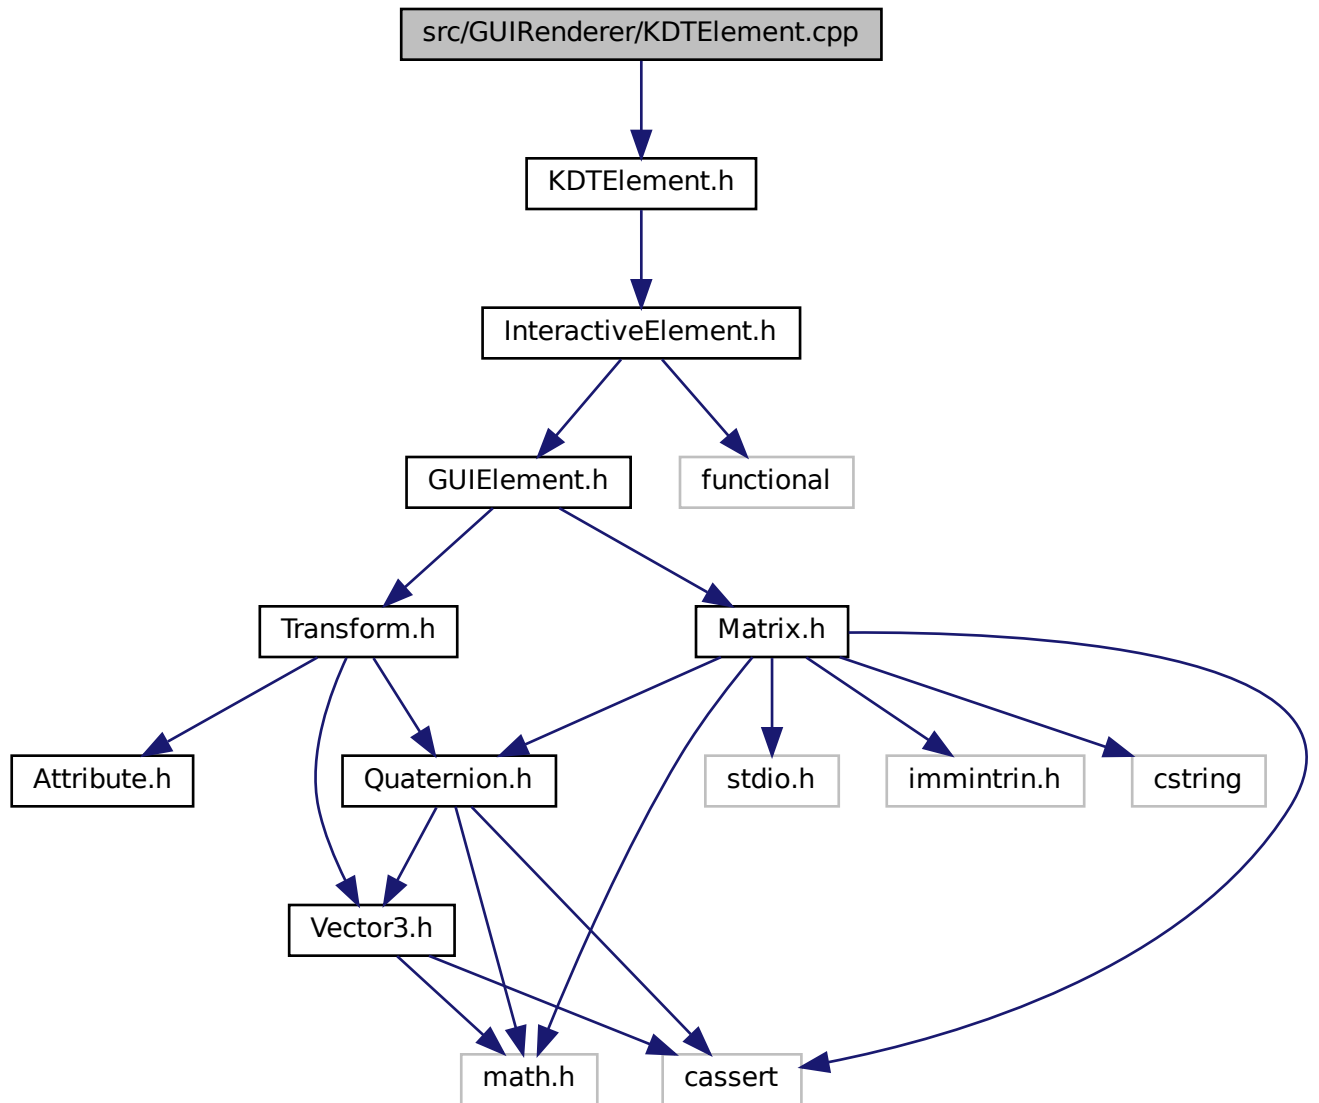 src/GUIRenderer/KDTElement.cpp
KDTElement.h
InteractiveElement.h
GUIElement.h
functional
Transform.h
Matrix.h
Attribute.h
Quaternion.h
stdio.h
immintrin.h
cstring
Vector3.h
math.h
cassert